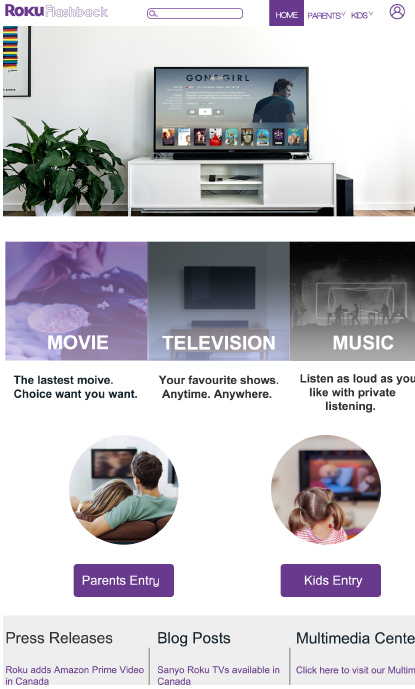 ROKU Flashback
HOME PARENTS KIDS
GONE GIRL
MOVIE TELEVISION MUSIC
The lastest moive.
Choice want you want.
Your favourite shows.
Anytime. Anywhere.
Listen as loud as you
like with private
listening.
Parents Entry Kids Entry
Press Releases Blog Posts Multimedia Cente
Roku adds Amazon Prime Video
in Canada
Sanyo Roku TVs available in
Canada
Click here to visit our Multim